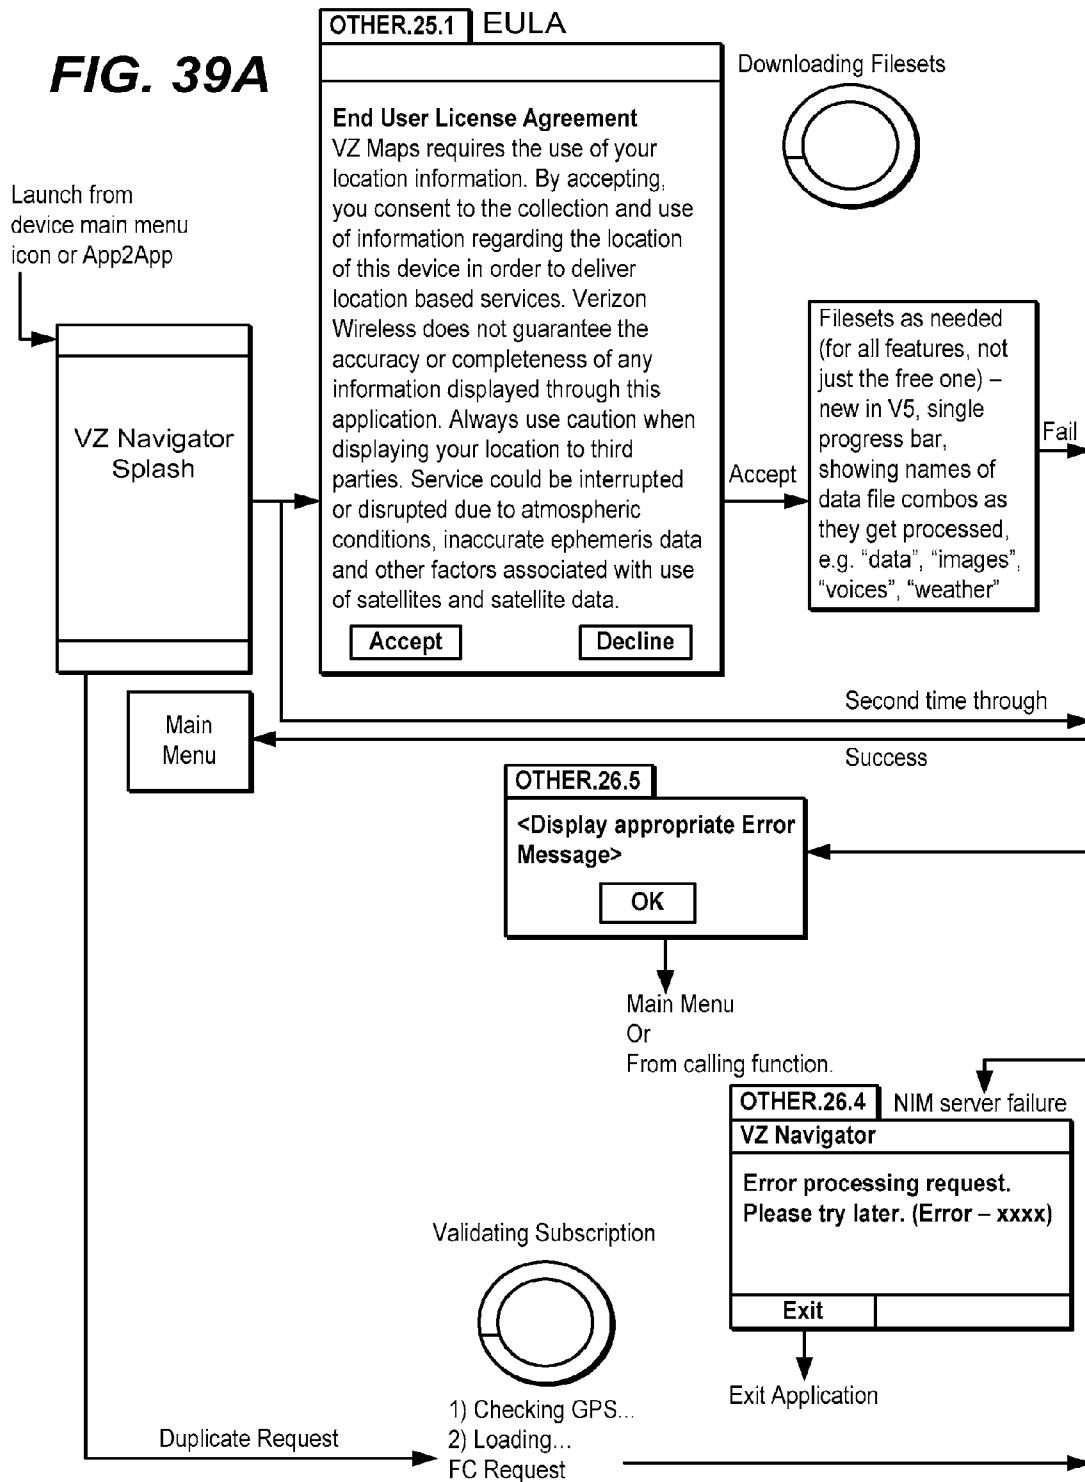 FIG. 39A
OTHER.25.1
EULA
End User License Agreement
VZ Maps requires the use of your
location information. By accepting,
you consent to the collection and use
of information regarding the location
of this device in order to deliver
location based services. Verizon
Wireless does not guarantee the
accuracy or completeness of any
information displayed through this
application. Always use caution when
displaying your location to third
parties. Service could be interrupted
or disrupted due to atmospheric
conditions, inaccurate ephemeris data
and other factors associated with use
of satellites and satellite data.
Accept
Decline
Downloading Filesets
Launch from
device main menu
icon or App2App
VZ Navigator
Splash
Accept
Filesets as needed
(for all features, not
just the free one) –
new in V5, single
progress bar,
showing names of
data file combos as
they get processed,
e.g. “data”, “images”,
“voices”, “weather”
Fail
Main
Menu
Second time through
Success
OTHER.26.5
<Display appropriate Error
Message>
OK
Main Menu
Or
From calling function.
OTHER.26.4
NIM server failure
VZ Navigator
Error processing request.
Please try later. (Error – xxxx)
Exit
Exit Application
Validating Subscription
1) Checking GPS...
2) Loading...
FC Request
Duplicate Request